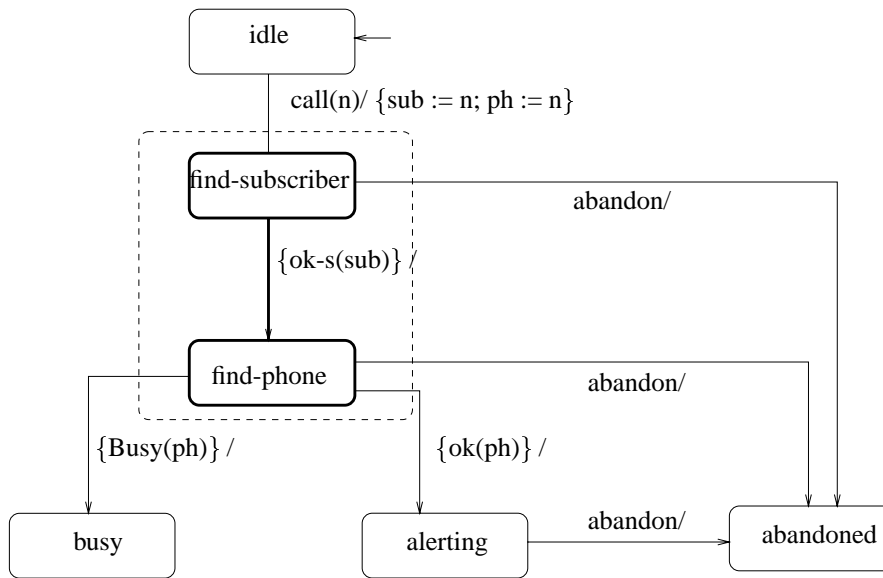 idle
call(n)/ {sub := n; ph := n}
find-subscriber
abandon/
{ok-s(sub)} /
find-phone
abandon/
{Busy(ph)} /
{ok(ph)} /
abandon/
busy
alerting
abandoned